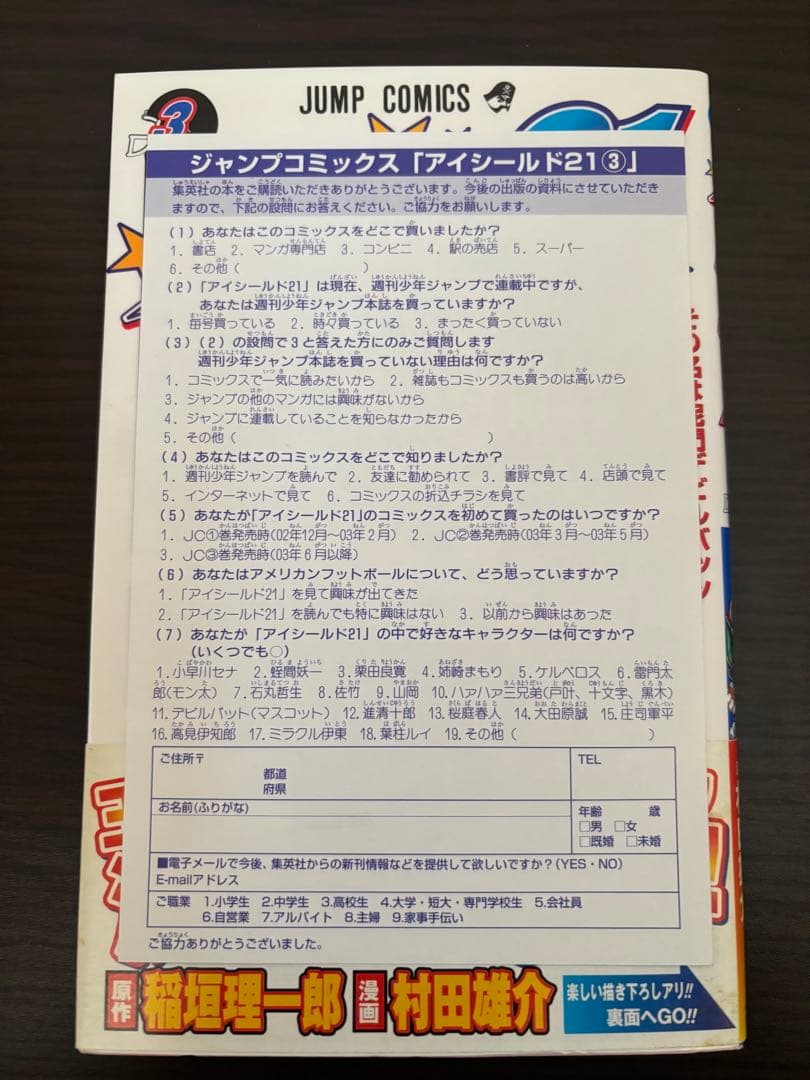 JUMP COMICS
3
21
ジャンプコミックス「アイシールド21③」
集英社の本をご購読いただきありがとうございます。今後の出版の資料にさせていただき
ますので、下記の設問にお答えください。ご協力をお願いします。
(1)あなたはこのコミックスをどこで買いましたか?
1.書店 2.マンガ専門店 3.コンビニ 4.駅の売店 5.スーパー
6.その他( )
(2)「アイシールド21」は現在、週刊少年ジャンプで連載中ですが、
あなたは週刊少年ジャンプ本誌を買っていますか?
1.毎号買っている 2.時々買っている 3.まったく買っていない
(3)(2)の設問で3と答えた方にのみご質問します
週刊少年ジャンプ本誌を買っていない理由は何ですか?
1.コミックスで一気に読みたいから 2.雑誌もコミックスも買うのは高いから
3.ジャンプの他のマンガには興味がないから
4.ジャンプに連載していることを知らなかったから
5.その他( )
(4)あなたはこのコミックスをどこで知りましたか?
1.週刊少年ジャンプを読んで 2.友達に勧められて 3.書評で見て 4.店頭で見て
5.インターネットで見て 6.コミックスの折込チラシを見て
(5)あなたが「アイシールド21」のコミックスを初めて買ったのはいつですか?
1.JC①巻発売時(02年12月〜03年2月) 2.JC②巻発売時(03年3月〜03年5月)
3.JC③巻発売時(03年6月以降)
(6)あなたはアメリカンフットボールについて、どう思っていますか?
1.「アイシールド21」を見て興味が出てきた
2.「アイシールド21」を読んでも特に興味はない 3.以前から興味はあった
(7)あなたが「アイシールド21」の中で好きなキャラクターは何ですか?
(いくつでも○)
1.小早川セナ 2.蛭間妖一 3.栗田良寛 4.姉崎まもり 5.ケルベロス 6.雷門太
郎(モン太) 7.石丸哲生 8.佐竹 9.山岡 10.ハァハァ三兄弟(戸叶、十文字、黒木)
11.デビルバット(マスコット) 12.進清十郎 13.桜庭春人 14.大田原誠 15.庄司軍平
16.高見伊知郎 17.ミラクル伊東 18.葉柱ルイ 19.その他( )
ご住所〒 TEL
都道
府県
お名前(ふりがな) 年齢 歳
□男 □女
□既婚 □未婚
■電子メールで今後、集英社からの新刊情報などを提供して欲しいですか?(YES・NO)
E-mailアドレス
ご職業 1.小学生 2.中学生 3.高校生 4.大学・短大・専門学校生 5.会社員
6.自営業 7.アルバイト 8.主婦 9.家事手伝い
ご協力ありがとうございました。
原作 稲垣理一郎 漫画 村田雄介
楽しい描き下ろしアリ!!
裏面へGO!!